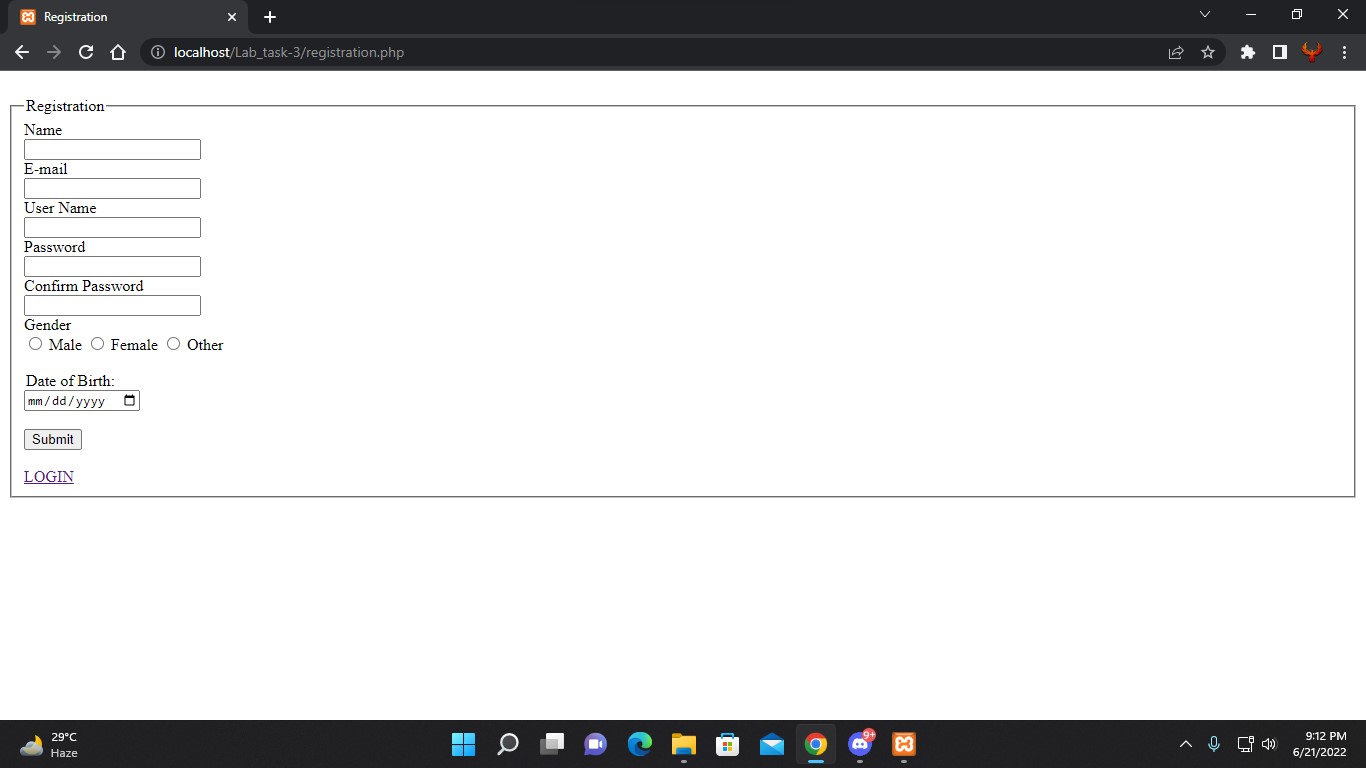 Registration
localhost/Lab_task-3/registration.php
Registration
Name
E-mail
User Name
Password
Confirm Password
Gender
Male Female Other
Date of Birth:
mm/dd/yyyy
Submit
LOGIN
29°C
Haze
9+
9:12 PM
6/21/2022